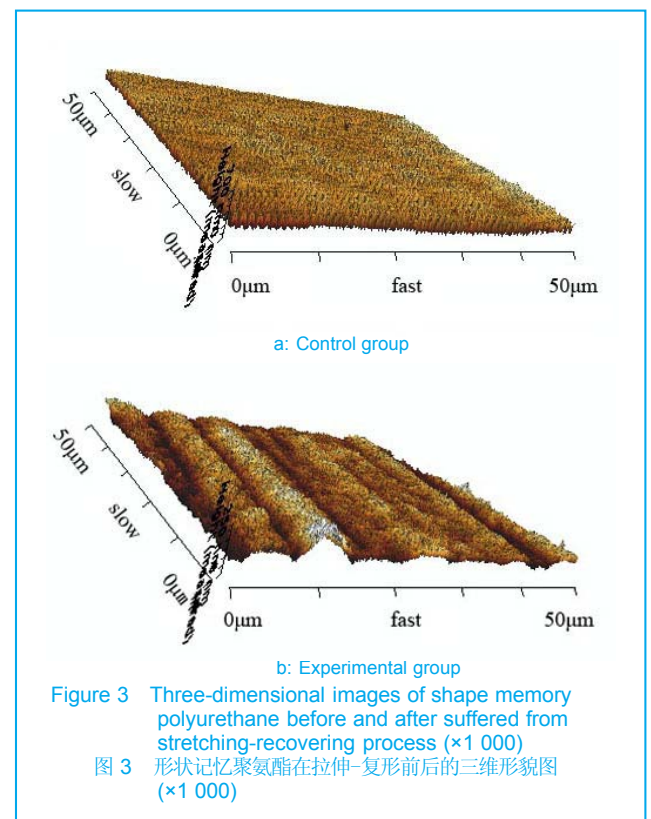 50μm
slow
0μm
0μm fast 50μm
a: Control group
50μm
slow
0μm
0μm fast 50μm
b: Experimental group
Figure 3 Three-dimensional images of shape memory
polyurethane before and after suffered from
stretching-recovering process (×1 000)
图 3 形状记忆聚氨酯在拉伸-复形前后的三维形貌图
(×1 000)